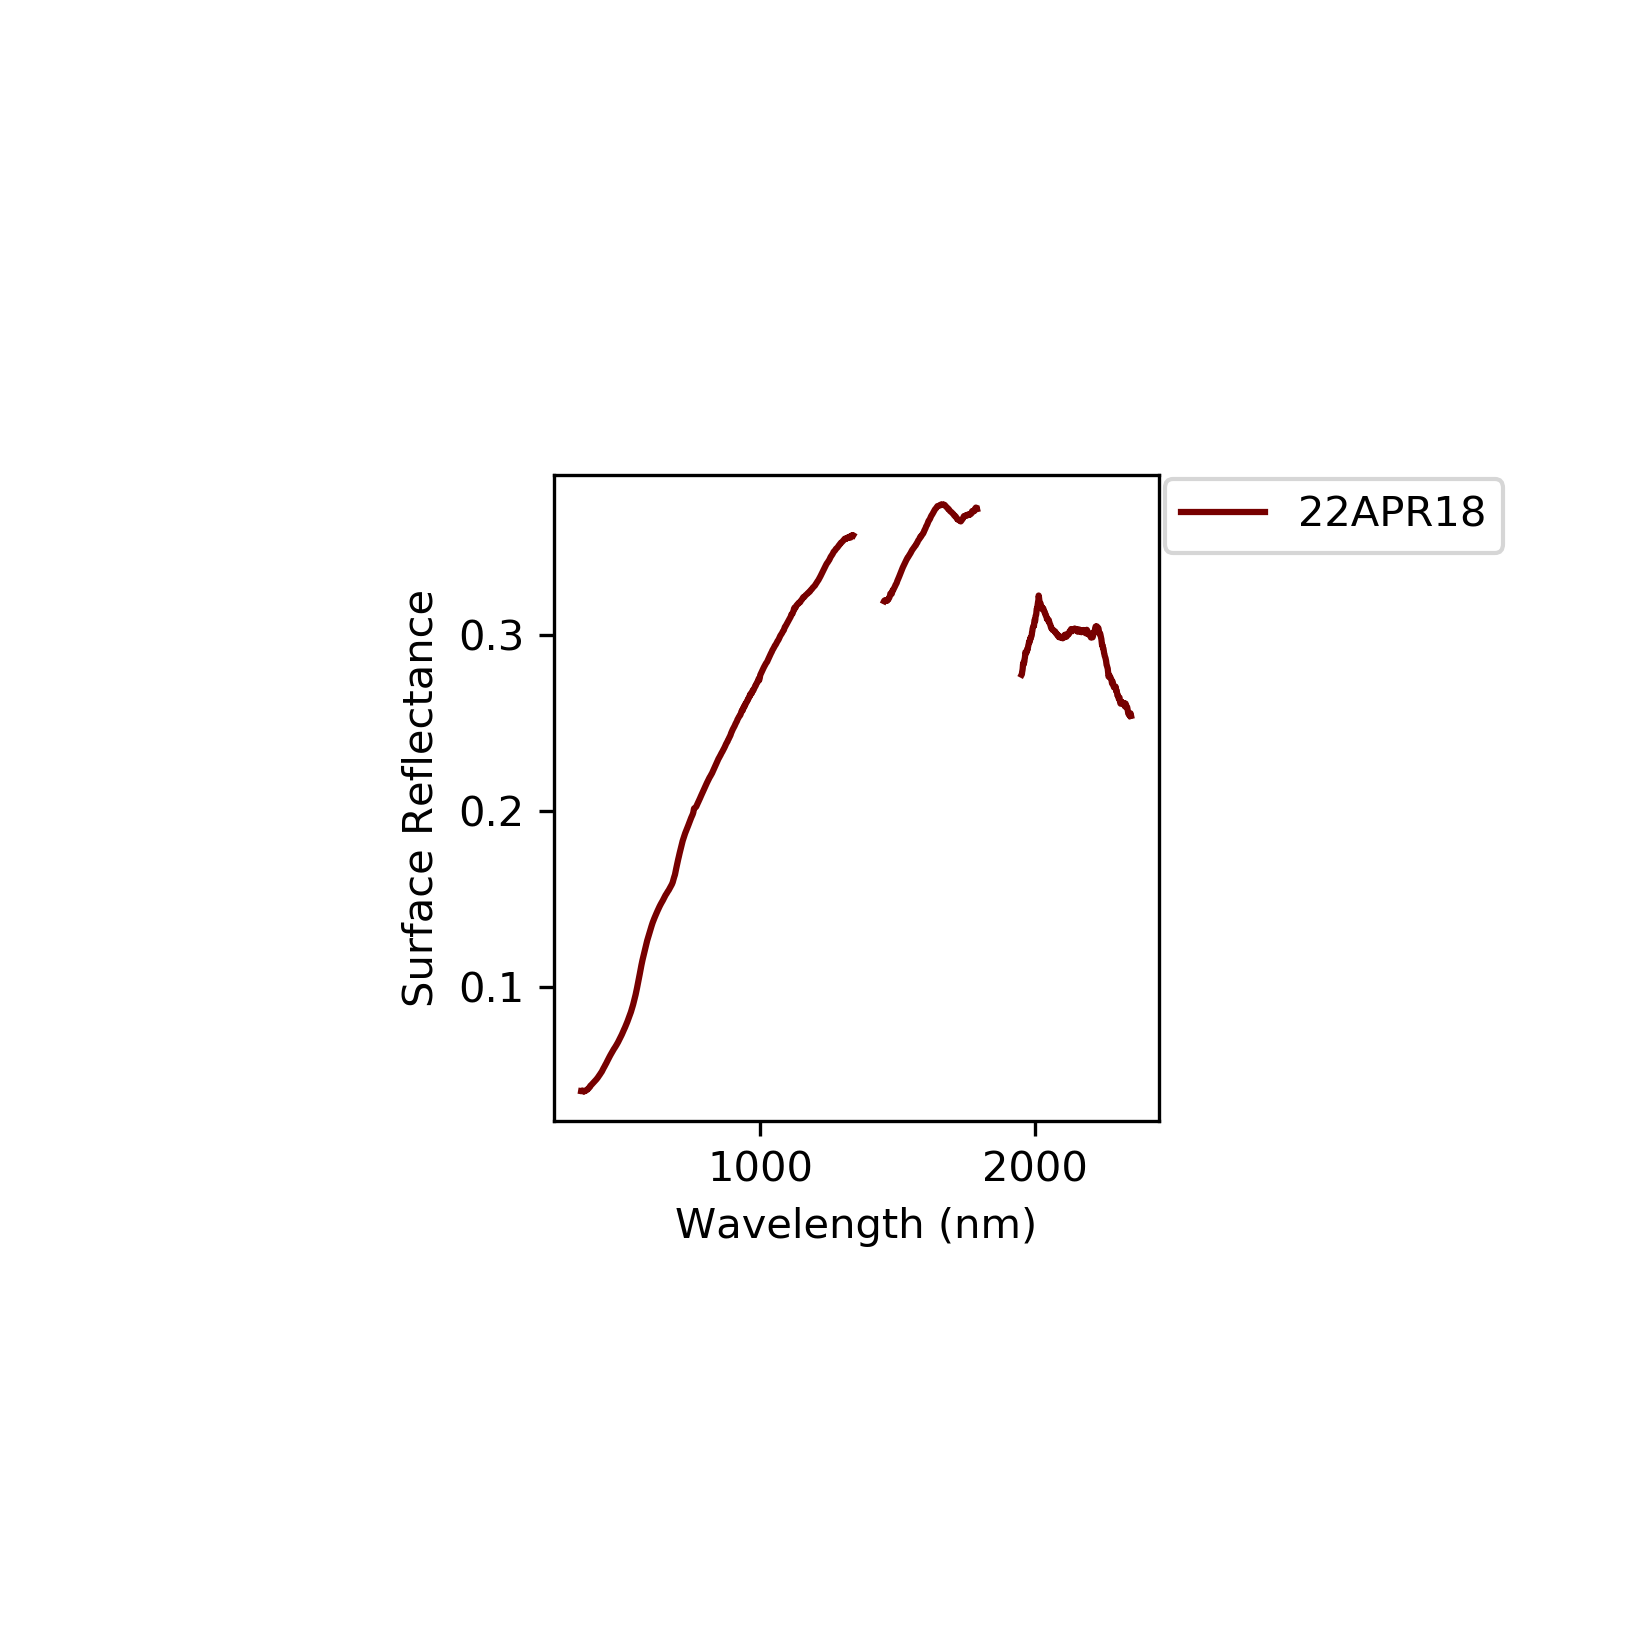 22APR18
Surface Reflectance
0.3
0.2
0.1
1000 2000
Wavelength (nm)